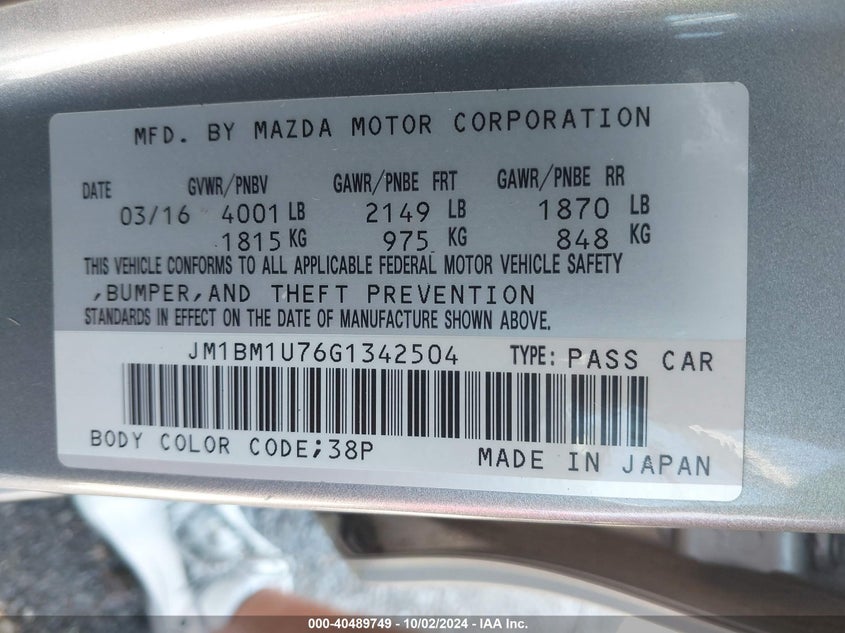 MFD. BY MAZDA MOTOR CORPORATION
DATE GVWR/PNBV GAWR/PNBE FRT GAWR/PNBE RR
03/16 4001 LB 2149 LB 1870 LB
1815 KG 975 KG 848 KG
THIS VEHICLE CONFORMS TO ALL APPLICABLE FEDERAL MOTOR VEHICLE SAFETY
,BUMPER,AND THEFT PREVENTION
STANDARDS IN EFFECT ON THE DATE OF MANUFACTURE SHOWN ABOVE.
JM1BM1U76G1342504 TYPE: PASS CAR
BODY COLOR CODE;38P MADE IN JAPAN
000-40489749 - 10/02/2024 - IAA Inc.